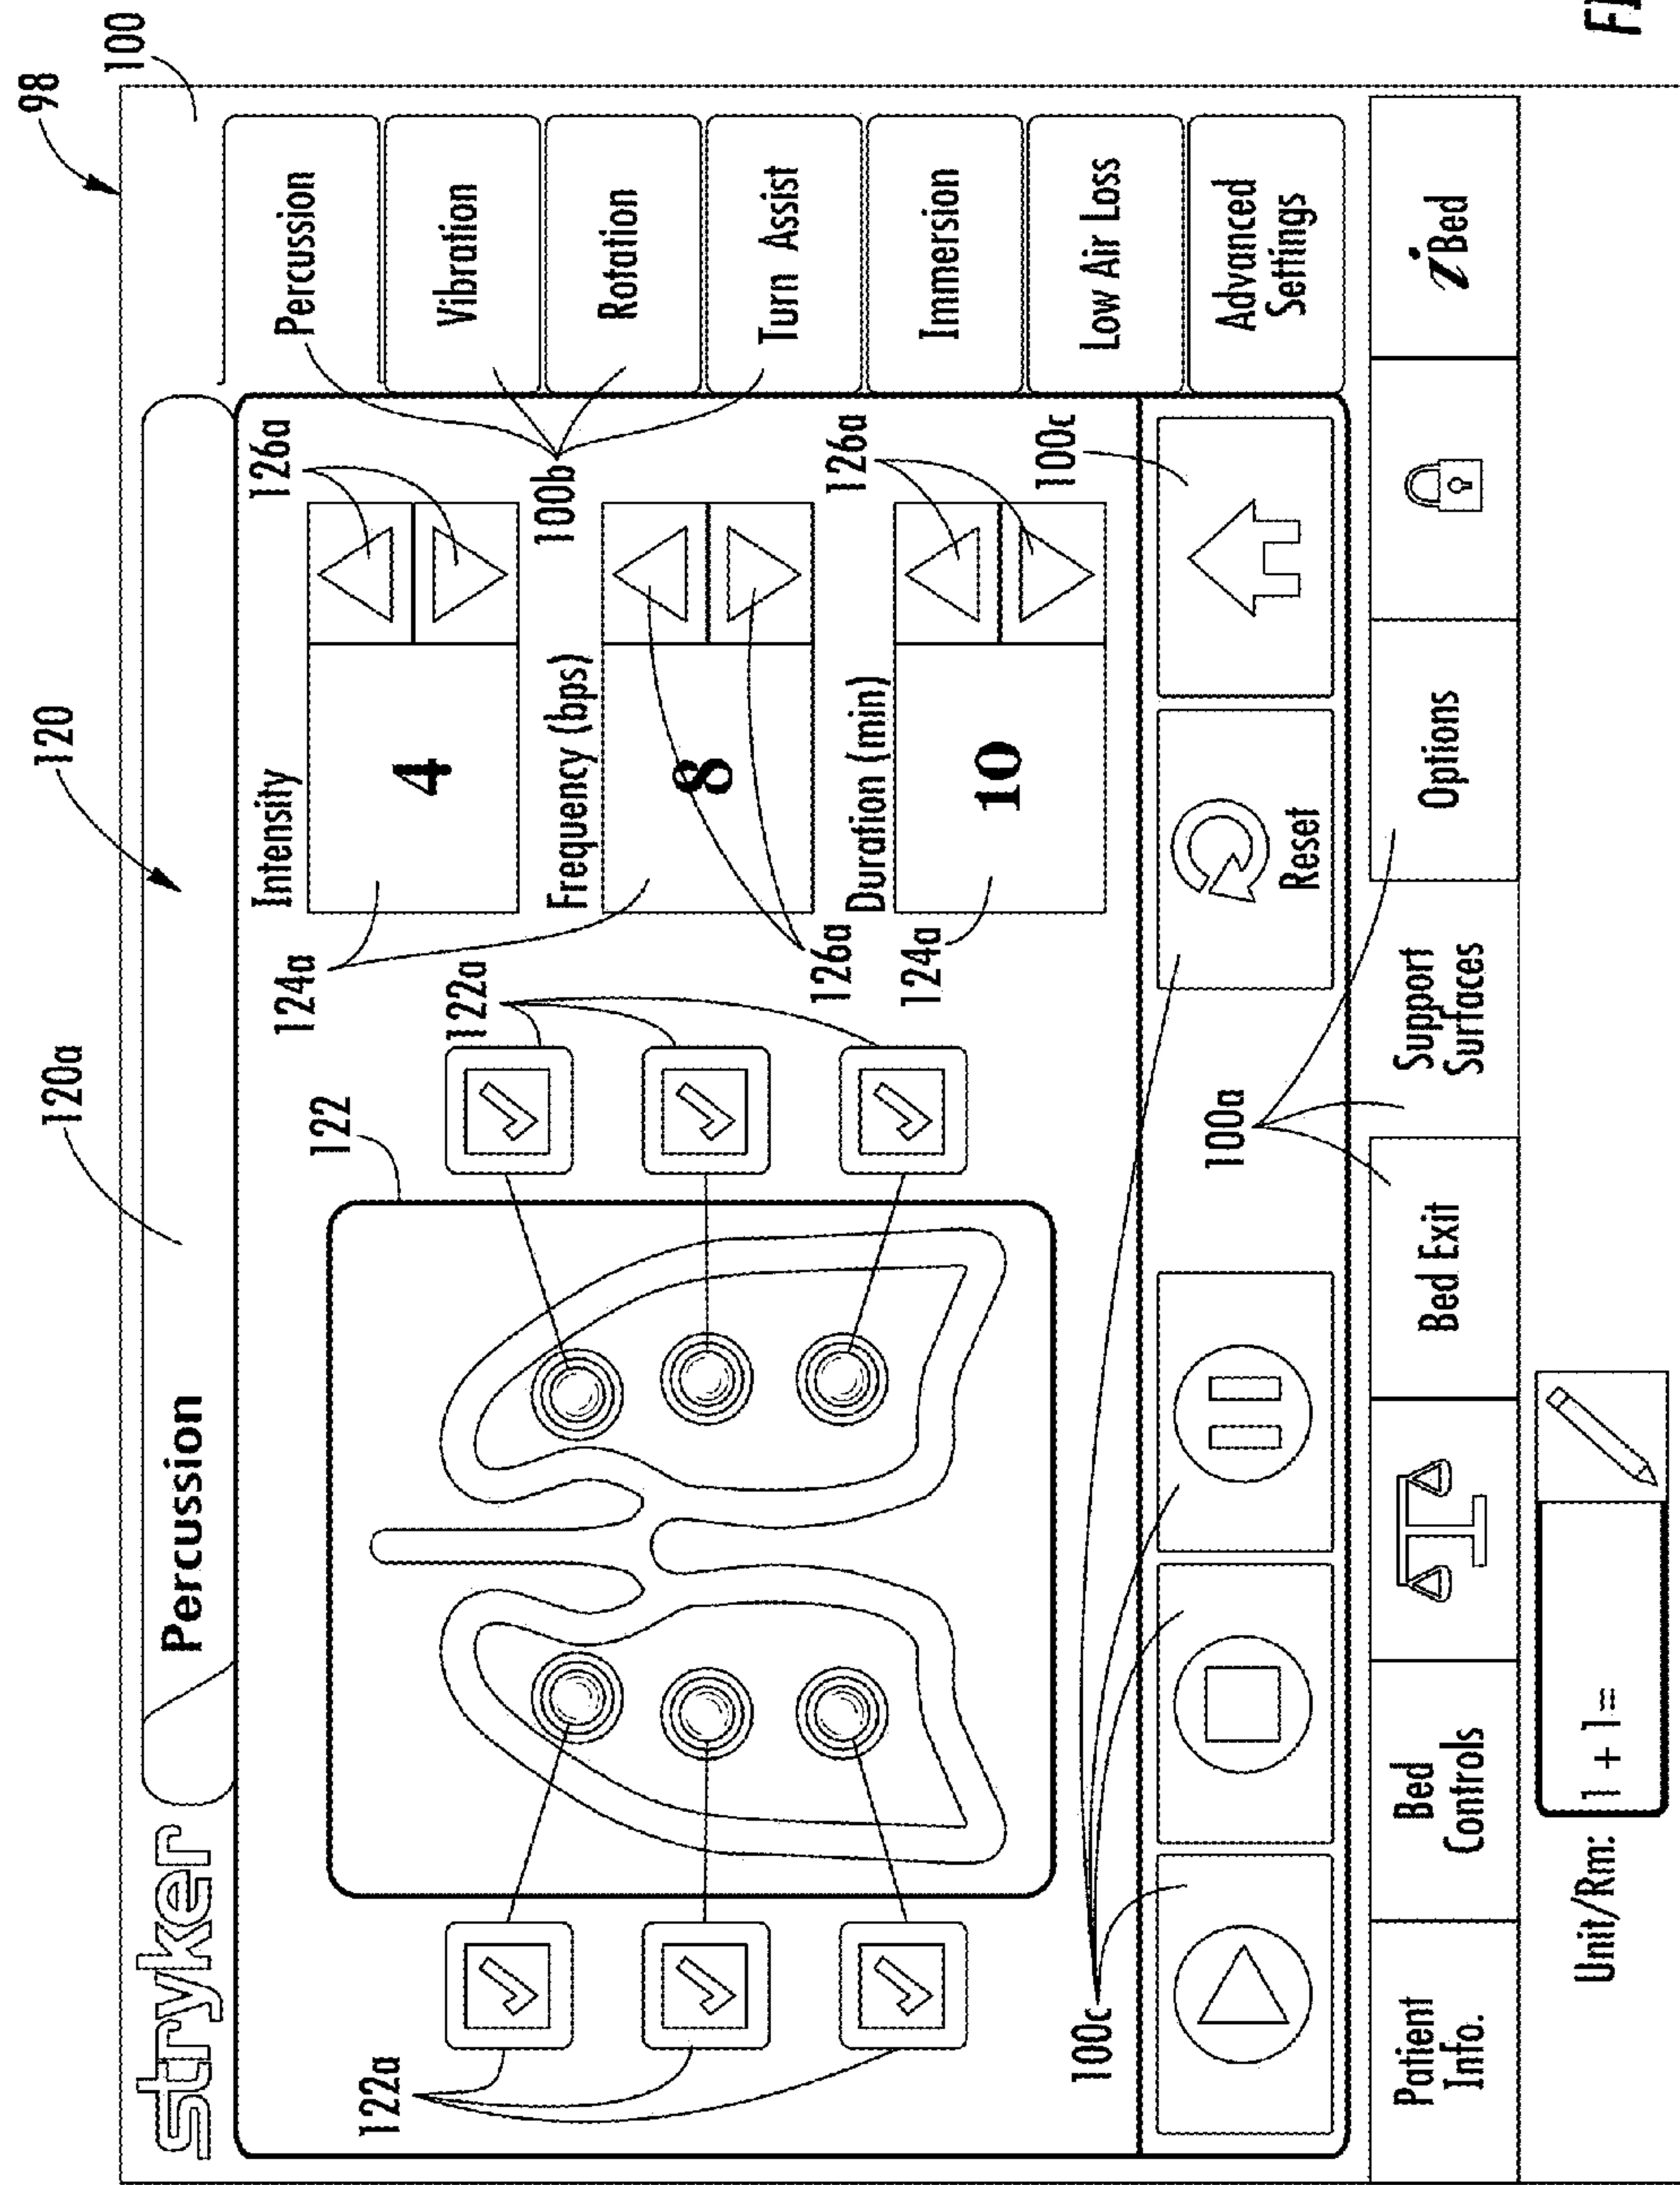 98
120
120a
100
stryker
Percussion
Percussion
Vibration
Rotation
Turn Assist
Immersion
Low Air Loss
Advanced
Settings
122a
122
122a
124a
Intensity
4
126a
100b
Frequency (bps)
8
126a
Duration (min)
10
124a
126a
100c
100c
Reset
100a
Patient
Info.
Bed
Controls
Bed Exit
Support
Surfaces
Options
iBed
Unit/Rm: 1 + 1=